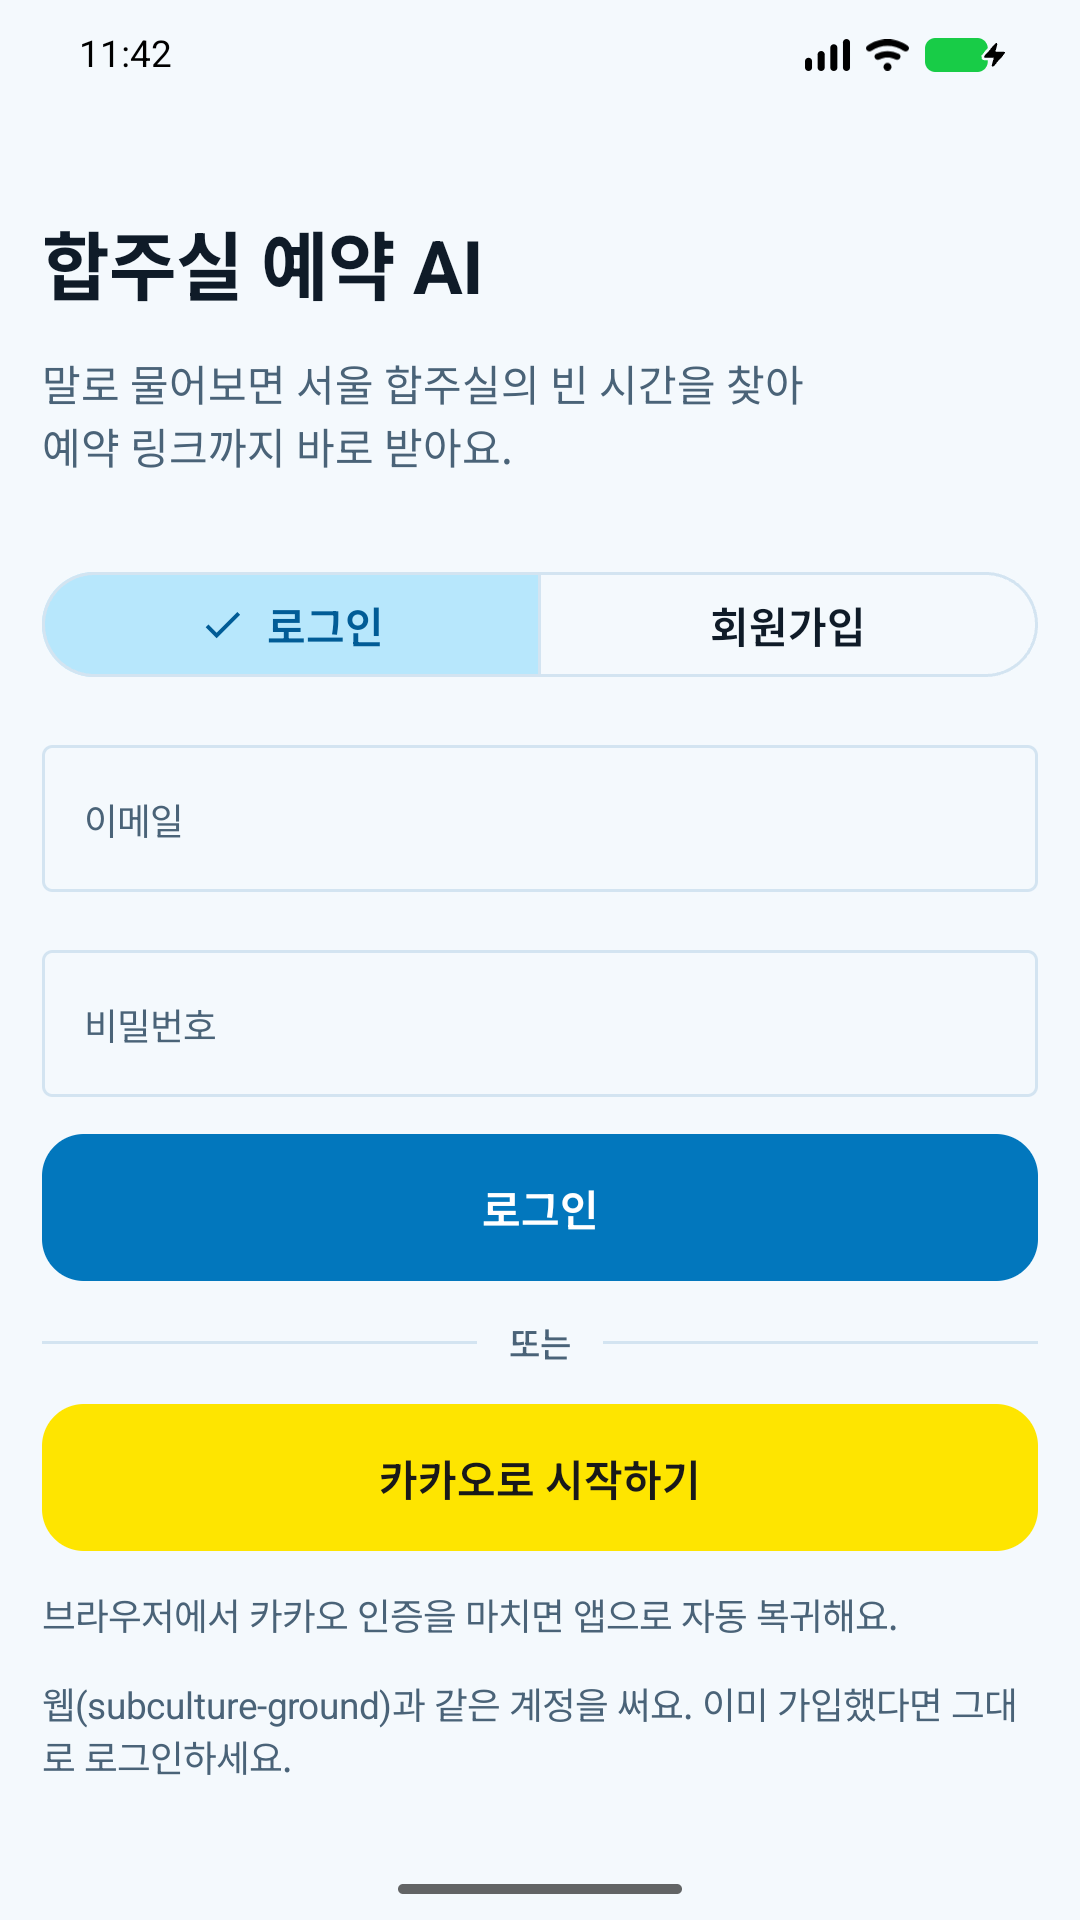 11:42
합주실 예약 AI
말로 물어보면 서울 합주실의 빈 시간을 찾아
예약 링크까지 바로 받아요.
로그인
회원가입
이메일
비밀번호
로그인
또는
카카오로 시작하기
브라우저에서 카카오 인증을 마치면 앱으로 자동 복귀해요.
웹(subculture-ground)과 같은 계정을 써요. 이미 가입했다면 그대
로 로그인하세요.